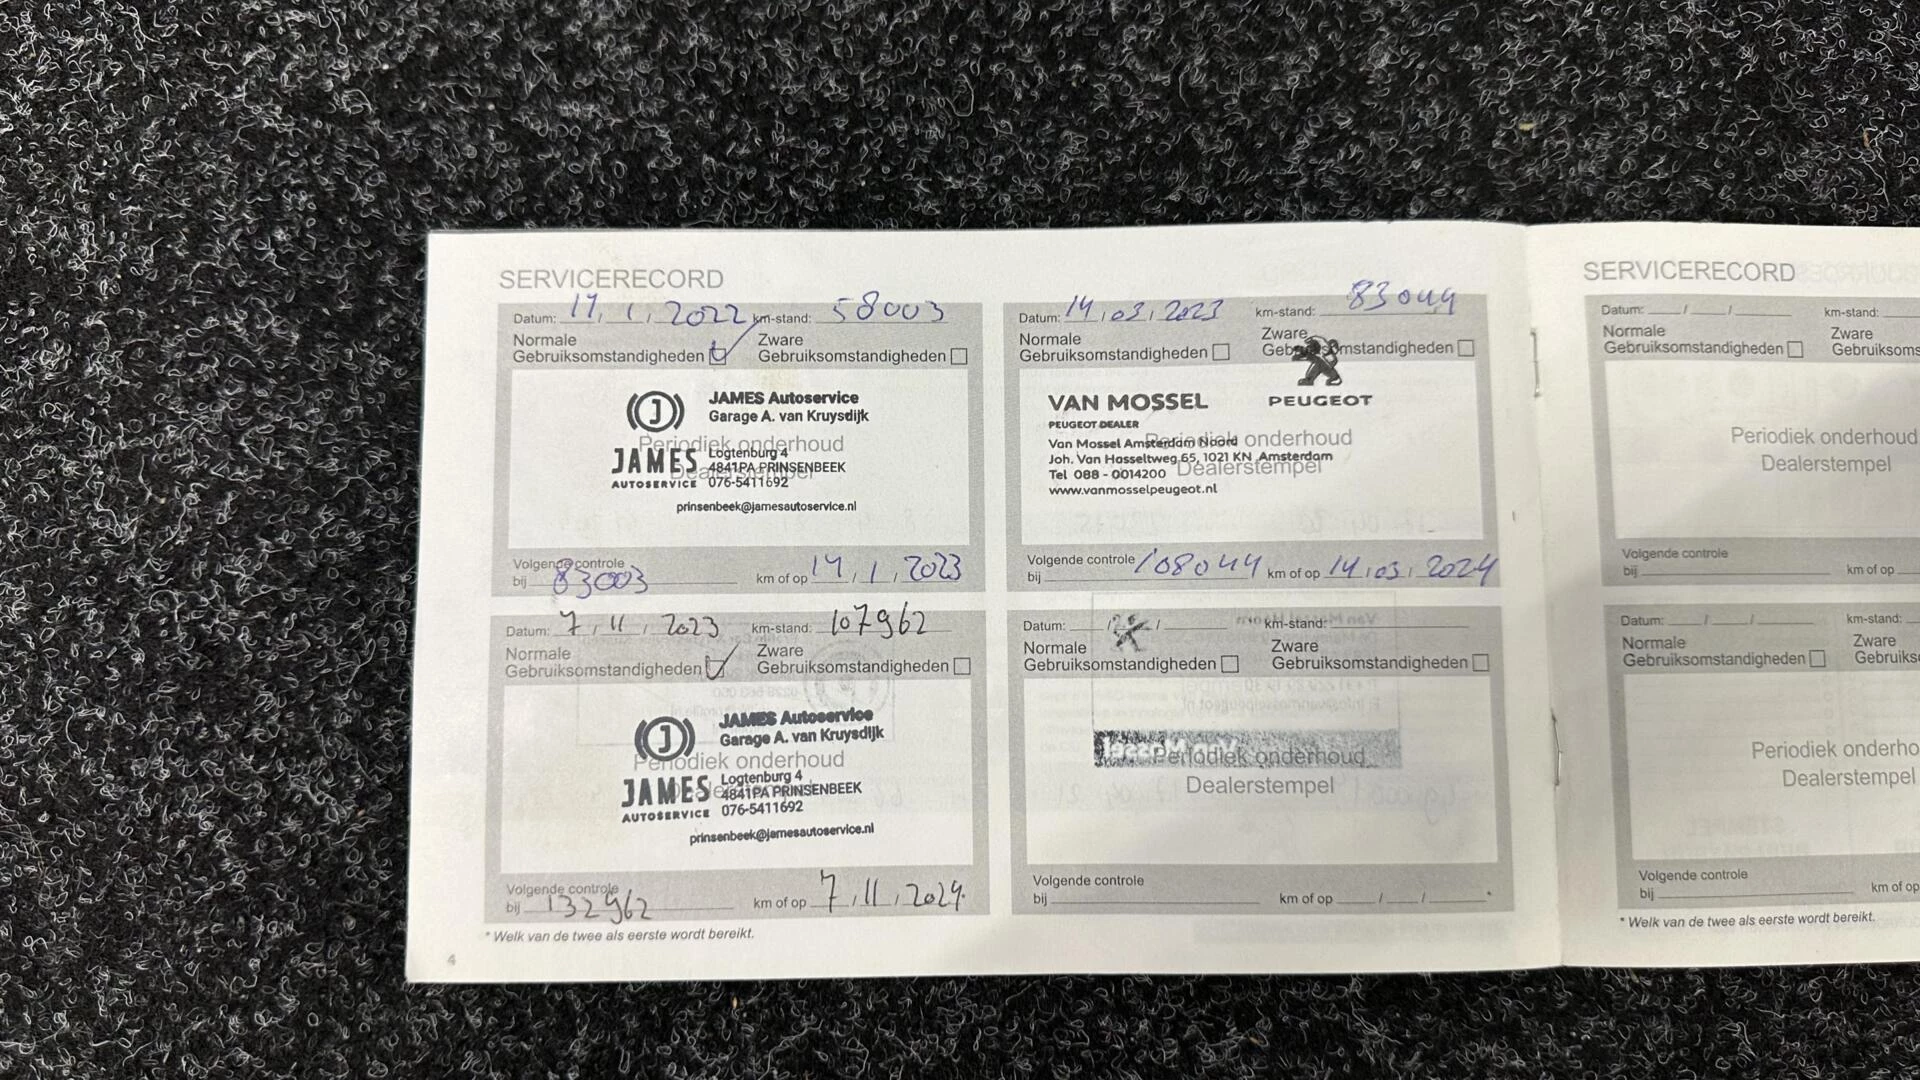 SERVICERECORD
Datum: 14, 1, 2022 km-stand: 58003
Normale
Gebruiksomstandigheden
Zware
Gebruiksomstandigheden
JAMES Autoservice
Garage A. van Kruysdijk
Periodiek onderhoud
Dealerstempel
JAMES
AUTOSERVICE
Logtenburg 4
4841PA PRINSENBEEK
076-5411692
prinsenbeek@jamesautoservice.nl
Volgende controle
bij 83003 km of op 14, 1, 2023
Datum: 14, 03, 2023 km-stand: 83044
Normale
Gebruiksomstandigheden
Zware
Gebruiksomstandigheden
VAN MOSSEL
PEUGEOT
PEUGEOT DEALER
Periodiek onderhoud
Dealerstempel
Van Mossel Amsterdam Noord
Joh. Van Hasseltweg 65, 1021 KN Amsterdam
Tel 088 - 0014200
www.vanmosselpeugeot.nl
Volgende controle
bij 108044 km of op 14, 03, 2024
Datum: 7, 11, 2023 km-stand: 107962
Normale
Gebruiksomstandigheden
Zware
Gebruiksomstandigheden
JAMES Autoservice
Garage A. van Kruysdijk
Periodiek onderhoud
Dealerstempel
JAMES
AUTOSERVICE
Logtenburg 4
4841PA PRINSENBEEK
076-5411692
prinsenbeek@jamesautoservice.nl
Volgende controle
bij 132962 km of op 7, 11, 2024
Datum: / / km-stand:
Normale
Gebruiksomstandigheden
Zware
Gebruiksomstandigheden
Periodiek onderhoud
Dealerstempel
Volgende controle
bij km of op / / *
* Welk van de twee als eerste wordt bereikt.
4
SERVICERECORD
Datum: / / km-stand:
Normale
Gebruiksomstandigheden
Zware
Gebruiksoms
Periodiek onderhoud
Dealerstempel
Volgende controle
bij km of op
Datum: / / km-stand:
Normale
Gebruiksomstandigheden
Zware
Gebruiks
Periodiek onderho
Dealerstempel
Volgende controle
bij km of op
* Welk van de twee als eerste wordt bereikt.